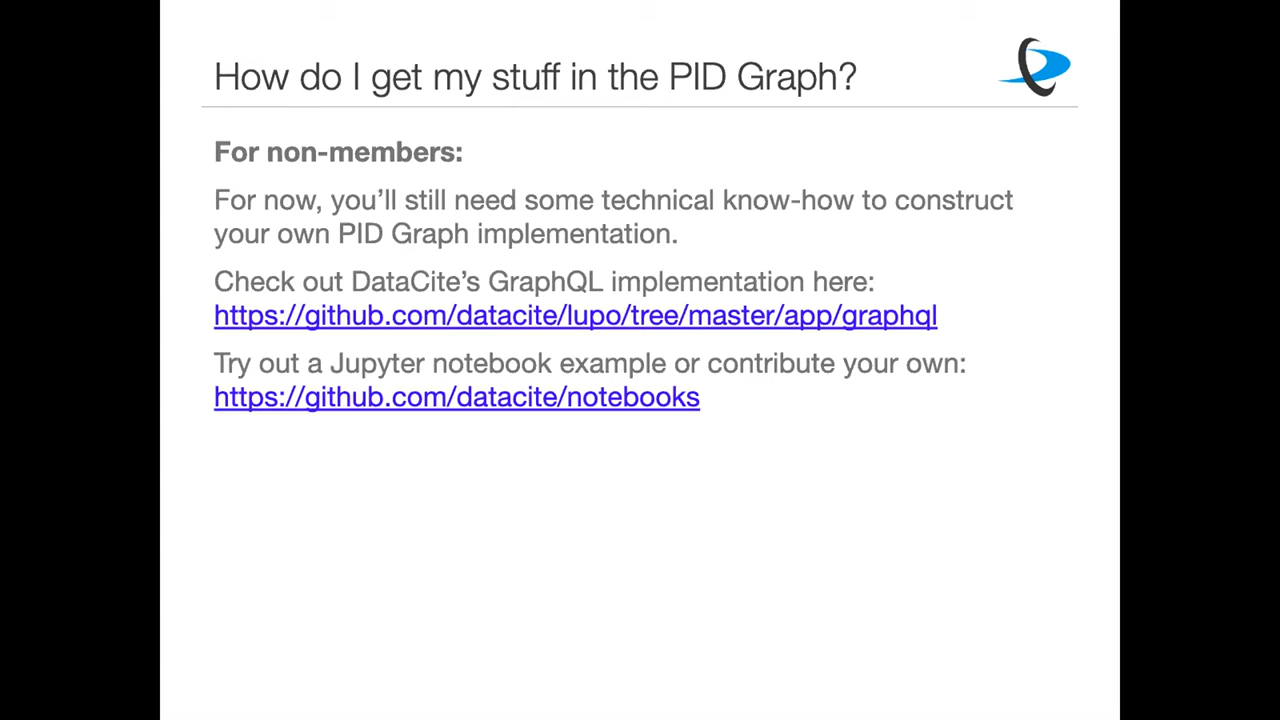 How do I get my stuff in the PID Graph?
For non-members:
For now, you’ll still need some technical know-how to construct
your own PID Graph implementation.
Check out DataCite’s GraphQL implementation here:
https://github.com/datacite/lupo/tree/master/app/graphql
Try out a Jupyter notebook example or contribute your own:
https://github.com/datacite/notebooks